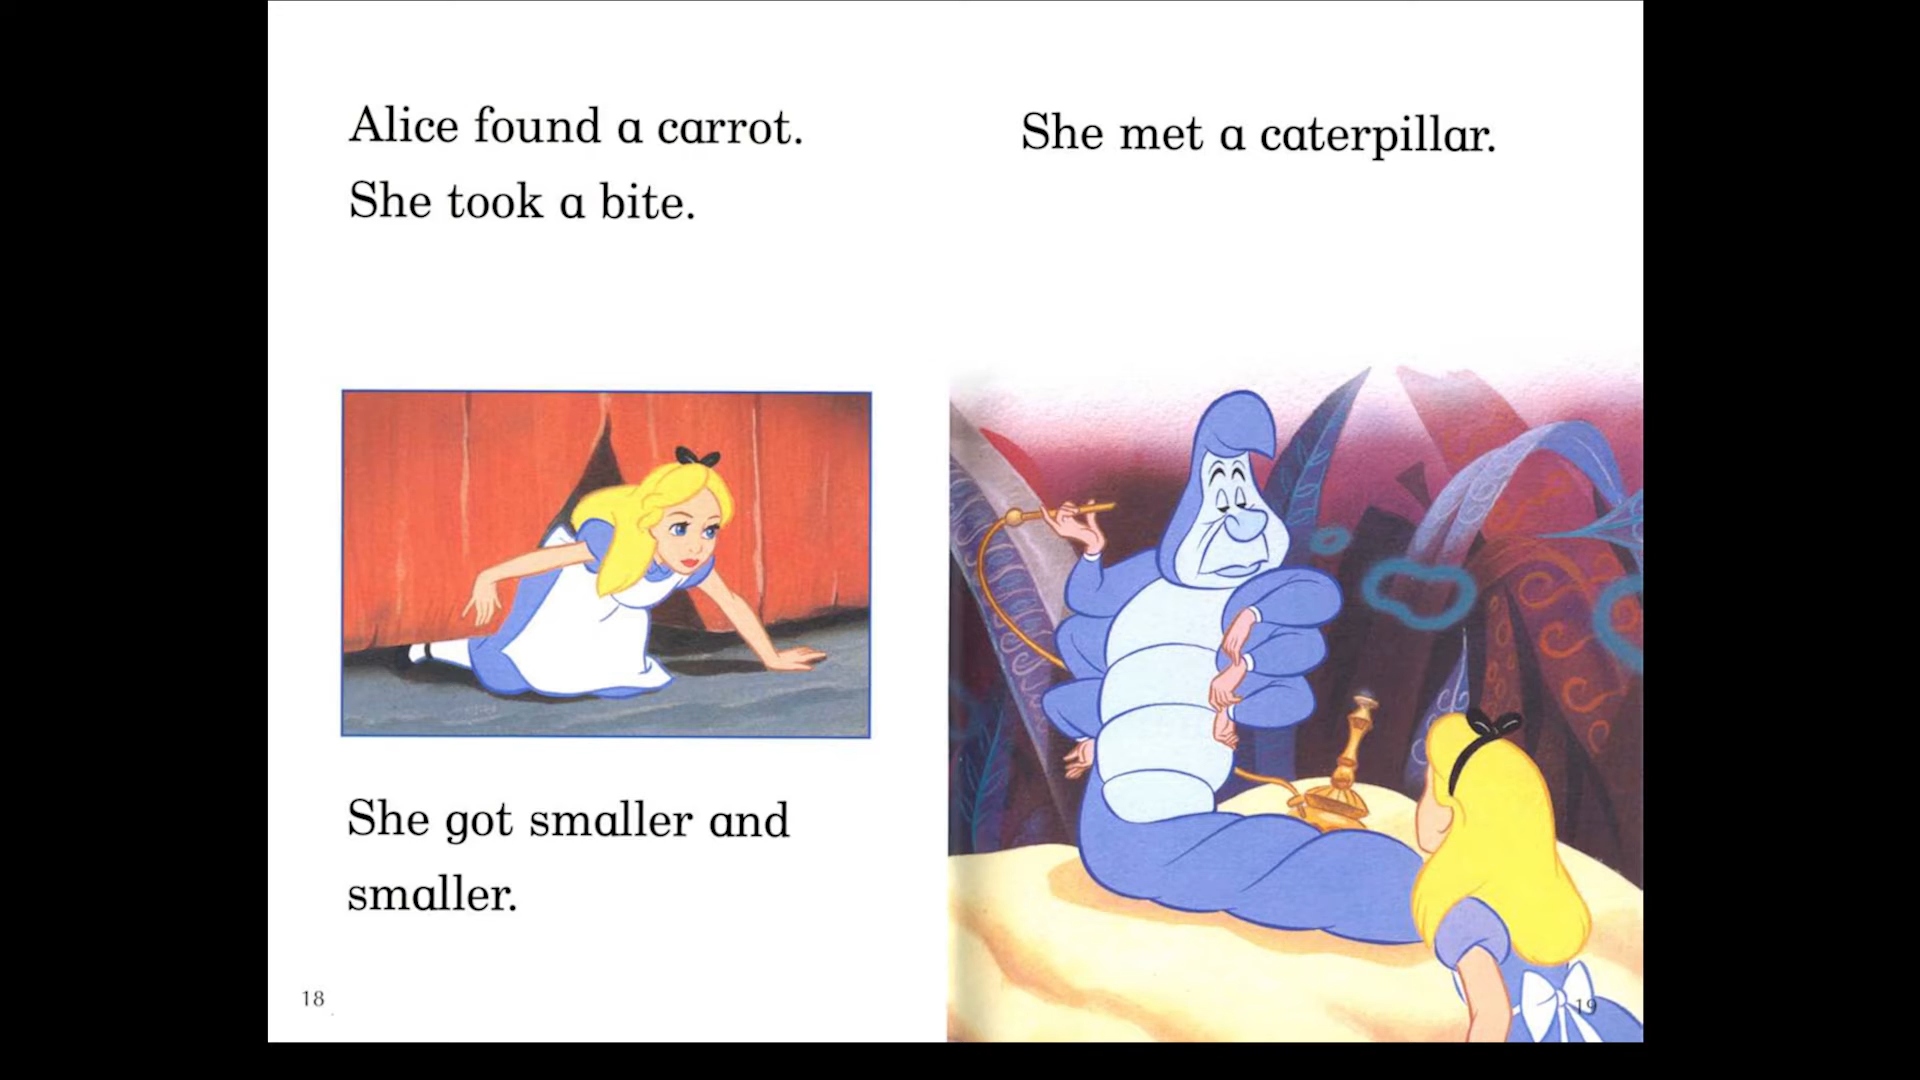 Alice found a carrot.
She took a bite.
She got smaller and
smaller.
18
She met a caterpillar.
19